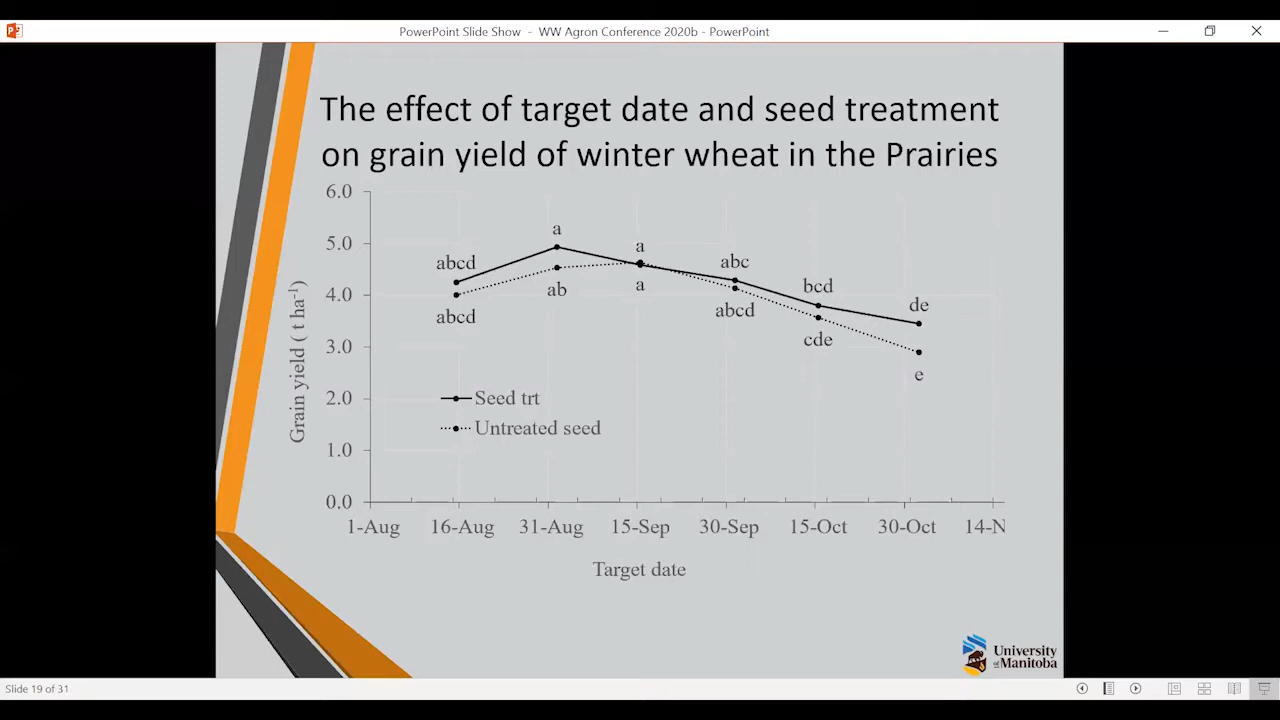 PowerPoint Slide Show - WW Agron Conference 2020b - PowerPoint
The effect of target date and seed treatment
on grain yield of winter wheat in the Prairies
6.0
5.0
4.0
3.0
2.0
1.0
0.0
Grain yield ( t ha-1)
a
a
abcd
abc
bcd
de
abcd
ab
a
abcd
cde
e
Seed trt
Untreated seed
1-Aug 16-Aug 31-Aug 15-Sep 30-Sep 15-Oct 30-Oct 14-N
Target date
University
of Manitoba
Slide 19 of 31